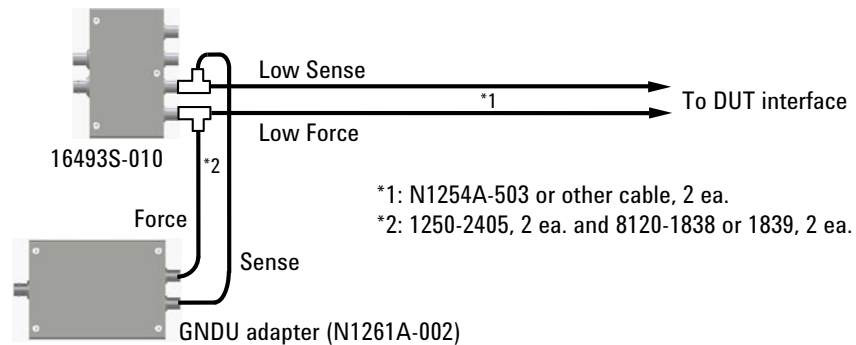 Low Sense
*1
To DUT interface
Low Force
16493S-010
*2
*1: N1254A-503 or other cable, 2 ea.
*2: 1250-2405, 2 ea. and 8120-1838 or 1839, 2 ea.
Force
Sense
GNDU adapter (N1261A-002)